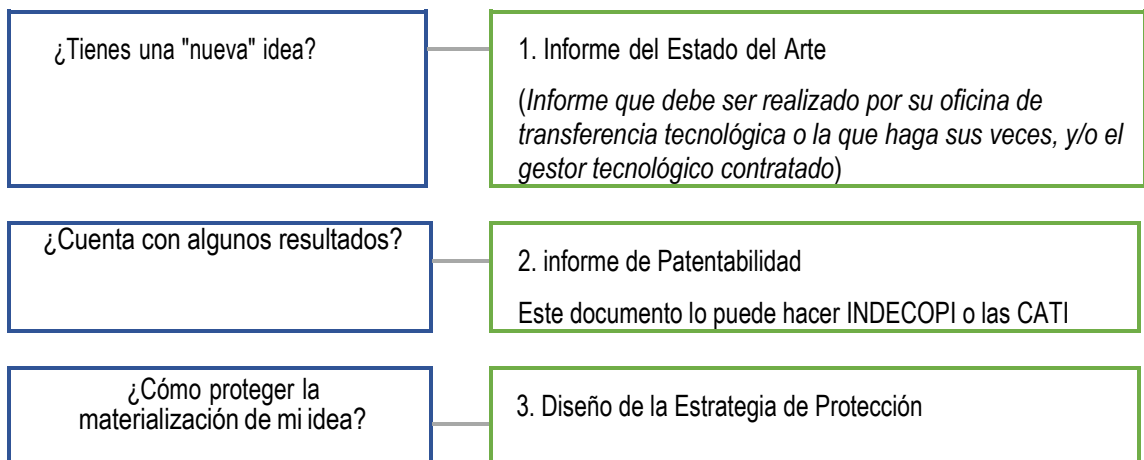 ¿Tienes una "nueva" idea?
1. Informe del Estado del Arte
(Informe que debe ser realizado por su oficina de
transferencia tecnológica o la que haga sus veces, y/o el
gestor tecnológico contratado)
¿Cuenta con algunos resultados?
2. informe de Patentabilidad
Este documento lo puede hacer INDECOPI o las CATI
¿Cómo proteger la
materialización de mi idea?
3. Diseño de la Estrategia de Protección